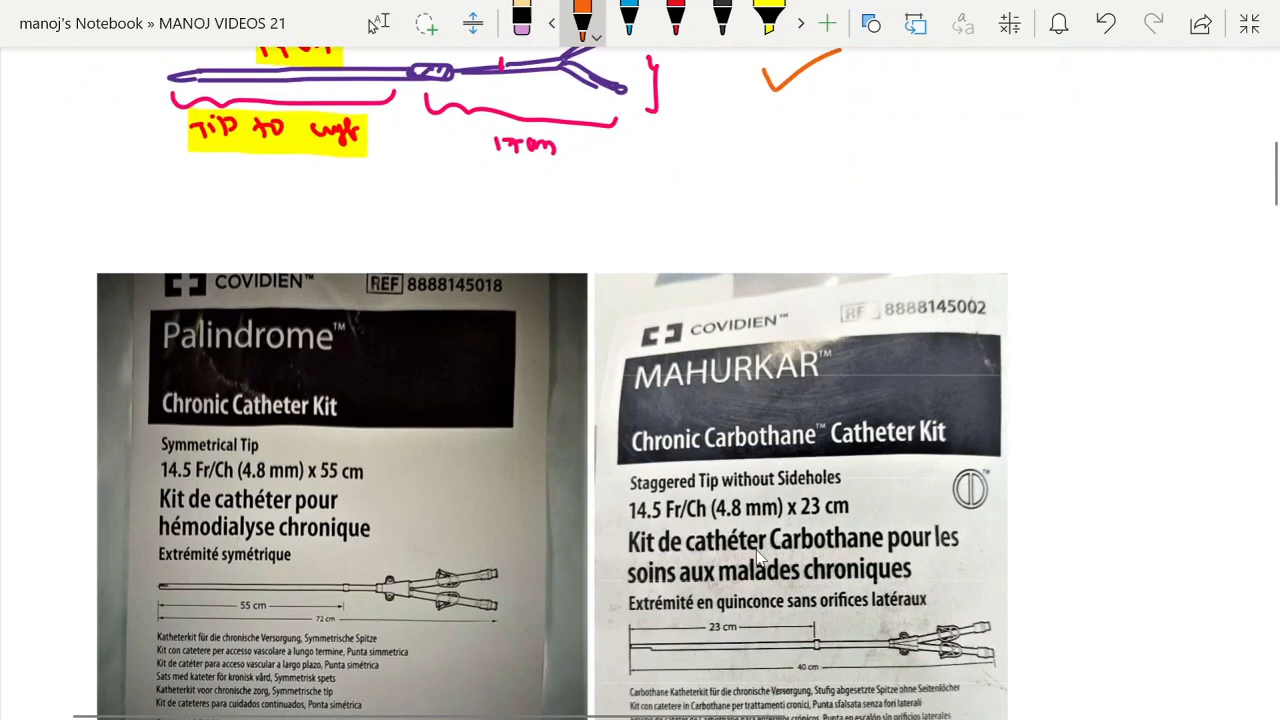 manoj's Notebook » MANOJ VIDEOS 21
Tip to cuff
17 cm
COVIDIEN™
REF 8888145018
Palindrome™
Chronic Catheter Kit
Symmetrical Tip
14.5 Fr/Ch (4.8 mm) x 55 cm
Kit de cathéter pour
hémodialyse chronique
Extrémité symétrique
55 cm
72 cm
Katheterkit für die chronische Versorgung, Symmetrische Spitze
Kit con catetere per accesso vascolare a lungo termine, Punta simmetrica
Kit de catéter para acceso vascular a largo plazo, Punta simétrica
Sats med kateter för kronisk vård, Symmetrisk spets
Katheterkit voor chronische zorg, Symmetrische tip
Kit de cateteres para cuidados continuados, Ponta simétrica
COVIDIEN™
REF 8888145002
MAHURKAR™
Chronic Carbothane™ Catheter Kit
Staggered Tip without Sideholes
14.5 Fr/Ch (4.8 mm) x 23 cm
Kit de cathéter Carbothane pour les
soins aux malades chroniques
Extrémité en quinconce sans orifices latéraux
23 cm
40 cm
Carbothane Katheterkit für die chronische Versorgung, Stufig abgesetzte Spitze ohne Seitenlöcher
Kit con catetere in Carbothane per trattamenti cronici, Punta sfalsata senza fori laterali